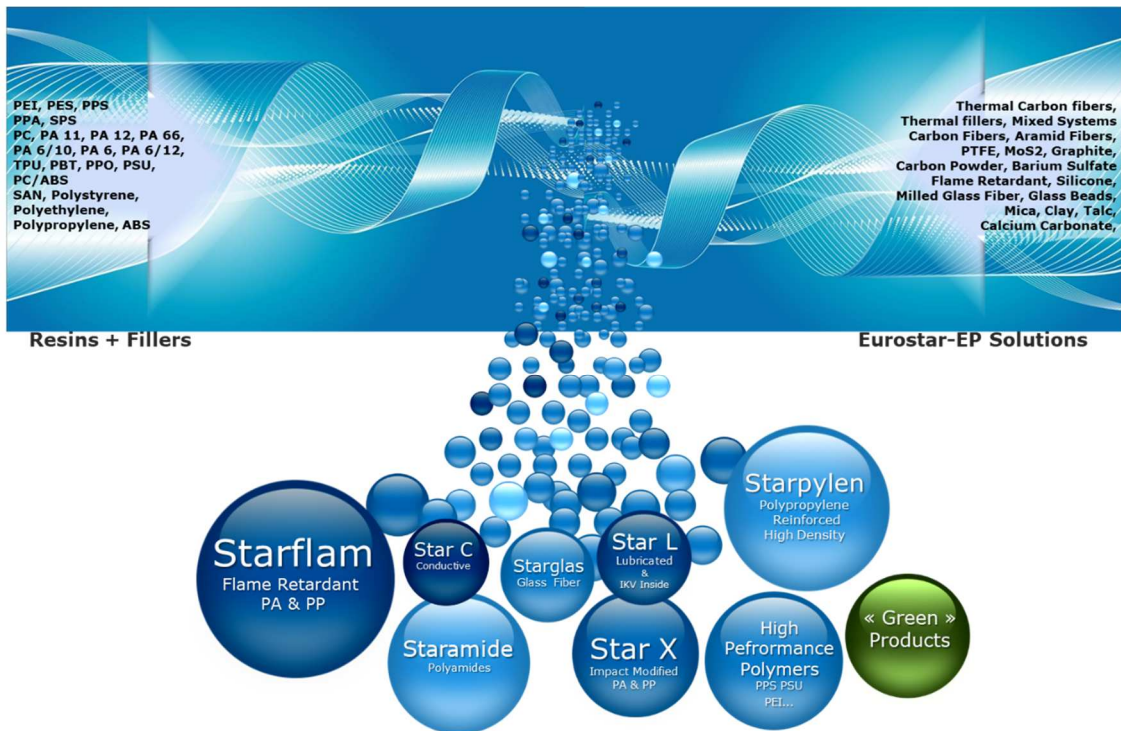 PEI, PES, PPS
PPA, SPS
PC, PA 11, PA 12, PA 66,
PA 6/10, PA 6, PA 6/12,
TPU, PBT, PPO, PSU,
PC/ABS
SAN, Polystyrene,
Polyethylene,
Polypropylene, ABS
Thermal Carbon fibers,
Thermal fillers, Mixed Systems
Carbon Fibers, Aramid Fibers,
PTFE, MoS2, Graphite,
Carbon Powder, Barium Sulfate
Flame Retardant, Silicone,
Milled Glass Fiber, Glass Beads,
Mica, Clay, Talc,
Calcium Carbonate,
Resins + Fillers
Eurostar-EP Solutions
Starpylen
Polypropylene
Reinforced
High Density
Starflam
Flame Retardant
PA & PP
Star C
Conductive
Starglas
Glass Fiber
Star L
Lubricated
&
IKV Inside
Staramide
Polyamides
Star X
Impact Modified
PA & PP
High
Pefrormance
Polymers
PPS PSU
PEI...
« Green »
Products